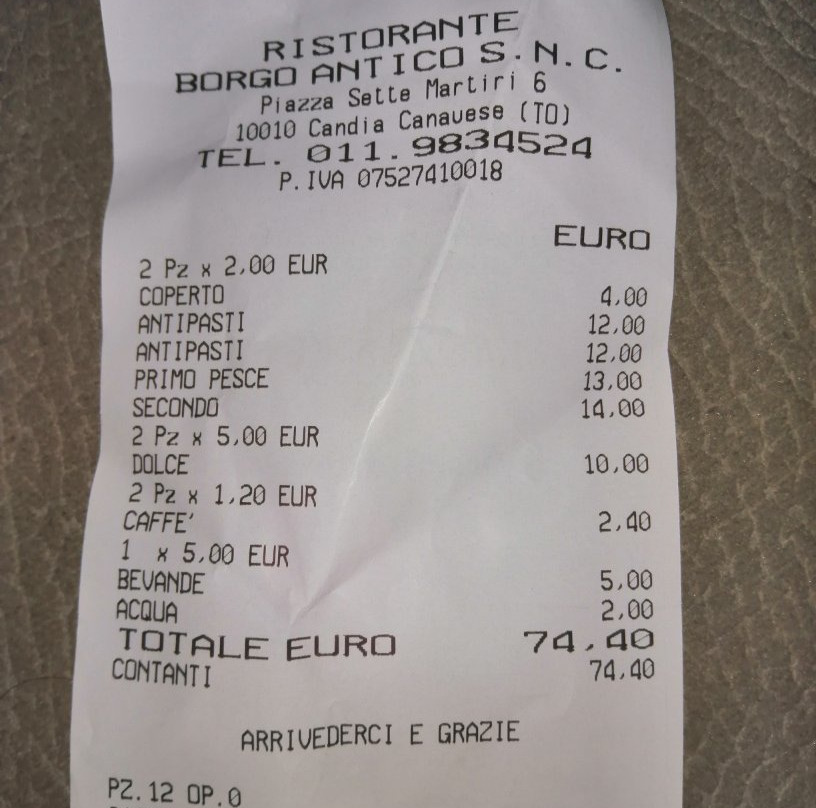 RISTORANTE
BORGO ANTICO S.N.C.
Piazza Sette Martiri 6
10010 Candia Canavese (TO)
TEL. 011.9834524
P.IVA 07527410018
EURO
2 Pz x 2,00 EUR
COPERTO 4,00
ANTIPASTI 12,00
ANTIPASTI 12,00
PRIMO PESCE 13,00
SECONDO 14,00
2 Pz x 5,00 EUR
DOLCE 10,00
2 Pz x 1,20 EUR
CAFFE' 2,40
1 x 5,00 EUR
BEVANDE 5,00
ACQUA 2,00
TOTALE EURO 74,40
CONTANTI 74,40
ARRIVEDERCI E GRAZIE
PZ.12 OP.0